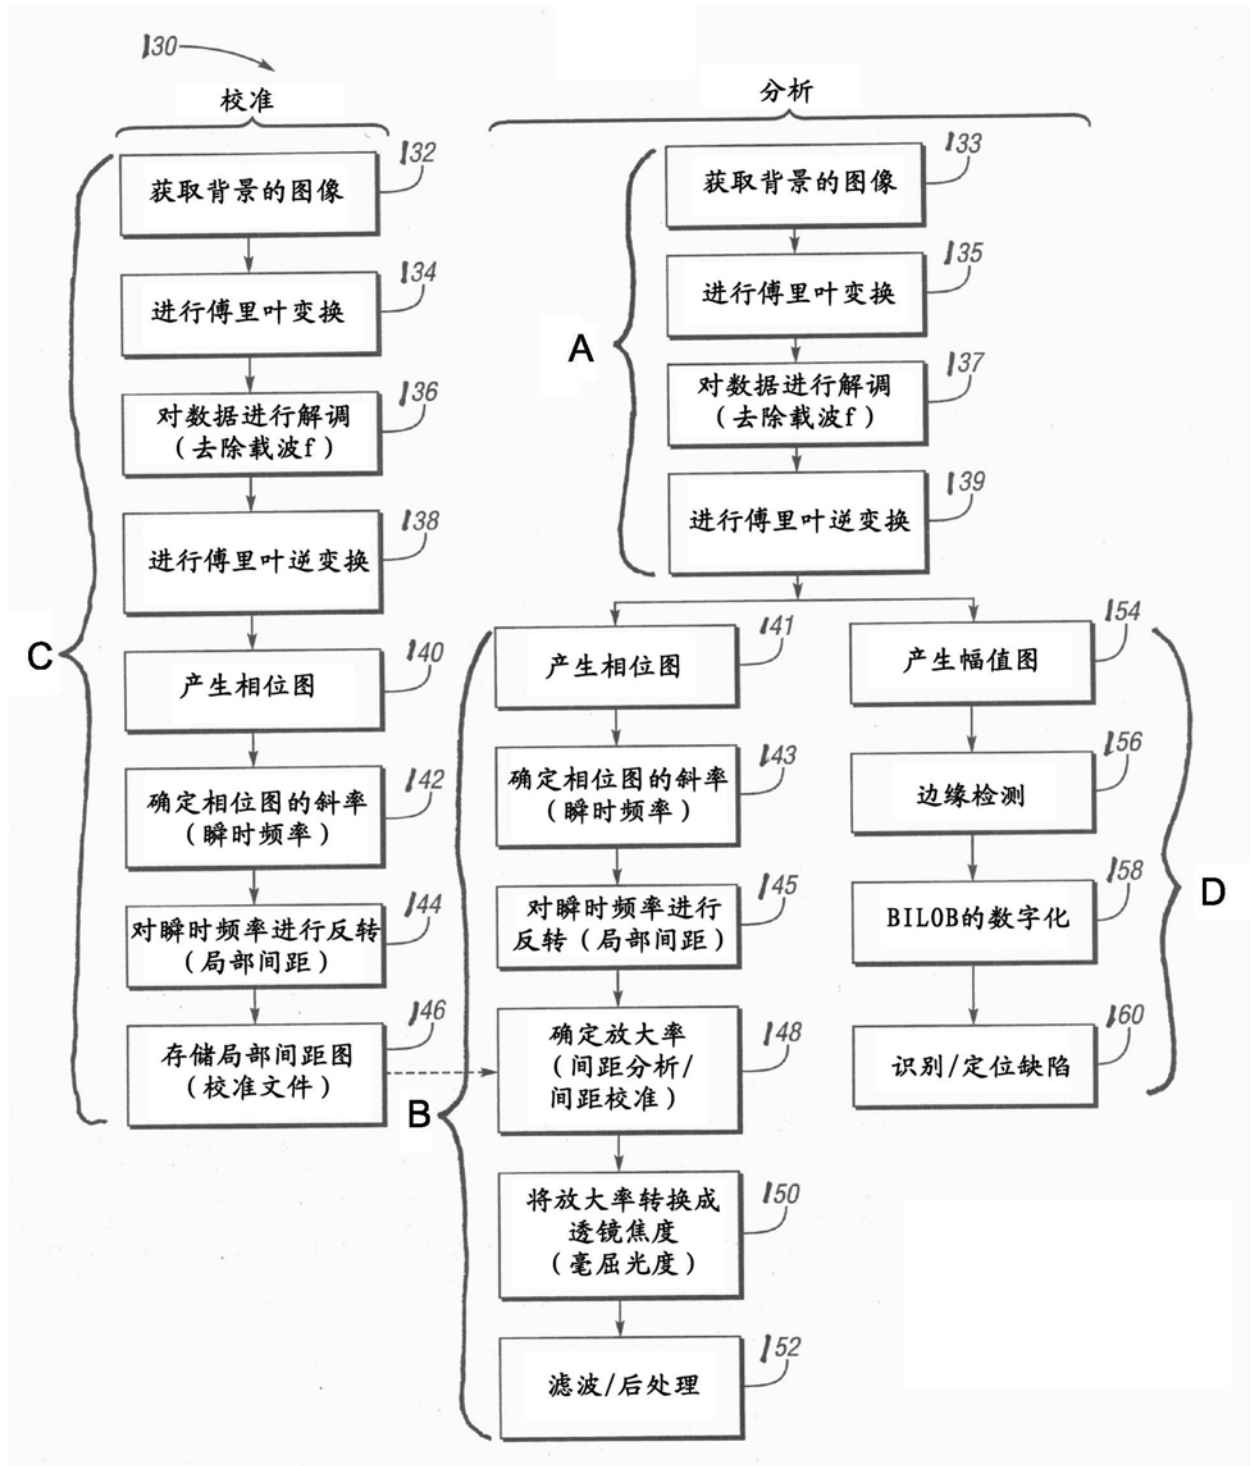 130
校准
132
获取背景的图像
134
进行傅里叶变换
136
对数据进行解调
(去除载波f)
138
进行傅里叶逆变换
C
140
产生相位图
142
确定相位图的斜率
(瞬时频率)
144
对瞬时频率进行反转
(局部间距)
146
存储局部间距图
(校准文件)
分析
133
获取背景的图像
135
进行傅里叶变换
A
137
对数据进行解调
(去除载波f)
139
进行傅里叶逆变换
141
产生相位图
143
确定相位图的斜率
(瞬时频率)
145
对瞬时频率进行
反转(局部间距)
148
确定放大率
(间距分析/
间距校准)
B
150
将放大率转换成
透镜焦度
(毫屈光度)
152
滤波/后处理
154
产生幅值图
156
边缘检测
158
BILOB的数字化
D
160
识别/定位缺陷